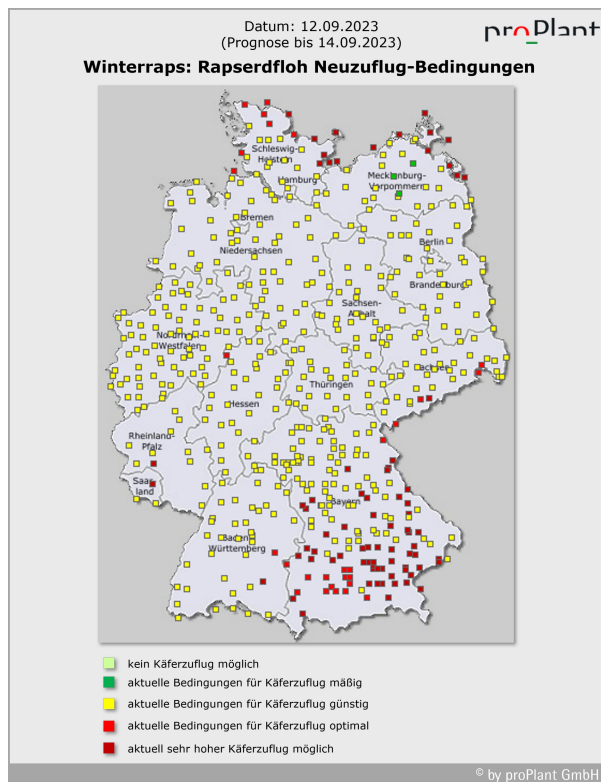 Datum: 12.09.2023
(Prognose bis 14.09.2023)
proPlant
Winterraps: Rapserdfloh Neuzuflug-Bedingungen
Schleswig-
Holstein
Hamburg
Mecklenburg-
Vorpommern
Bremen
Niedersachsen
Berlin
Brandenburg
Sachsen-
Anhalt
Nordrhein-
Westfalen
Sachsen
Thüringen
Hessen
Rheinland-
Pfalz
Saar-
land
Bayern
Baden-
Württemberg
kein Käferzuflug möglich
aktuelle Bedingungen für Käferzuflug mäßig
aktuelle Bedingungen für Käferzuflug günstig
aktuelle Bedingungen für Käferzuflug optimal
aktuell sehr hoher Käferzuflug möglich
© by proPlant GmbH